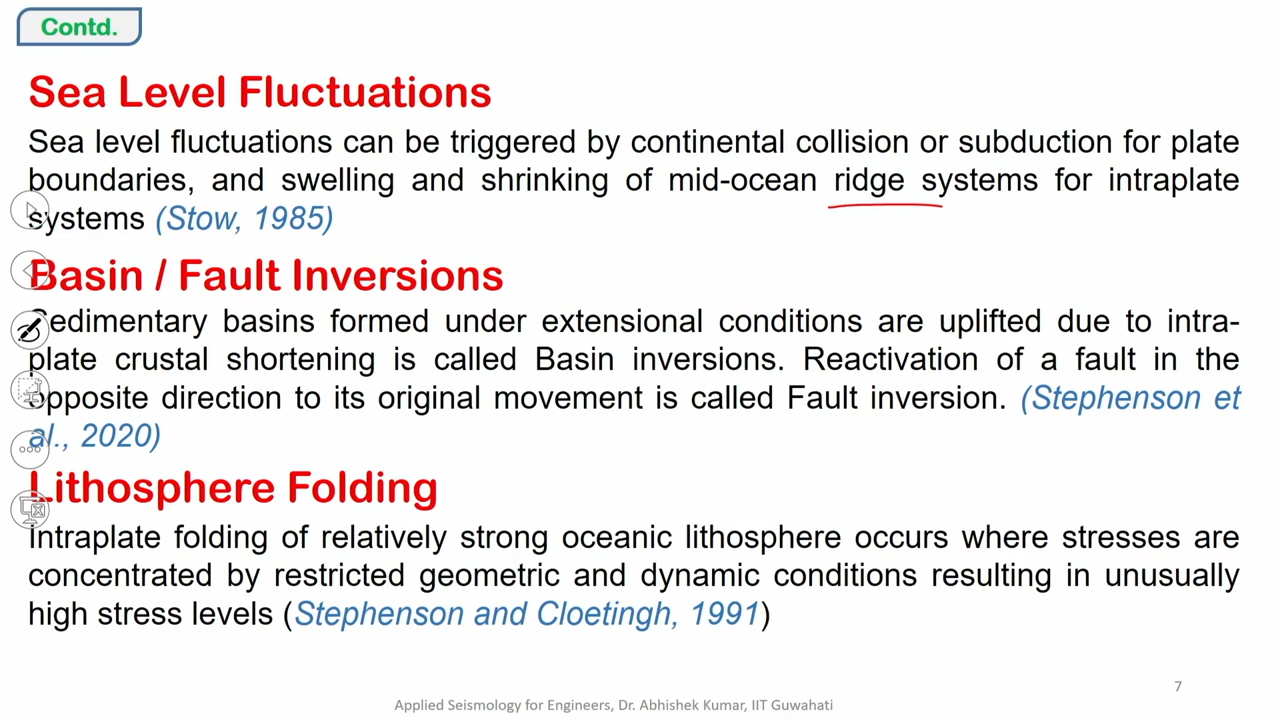 Contd.
Sea Level Fluctuations
Sea level fluctuations can be triggered by continental collision or subduction for plate
boundaries, and swelling and shrinking of mid-ocean ridge systems for intraplate
systems (Stow, 1985)
Basin / Fault Inversions
Sedimentary basins formed under extensional conditions are uplifted due to intra-
plate crustal shortening is called Basin inversions. Reactivation of a fault in the
opposite direction to its original movement is called Fault inversion. (Stephenson et
al., 2020)
Lithosphere Folding
Intraplate folding of relatively strong oceanic lithosphere occurs where stresses are
concentrated by restricted geometric and dynamic conditions resulting in unusually
high stress levels (Stephenson and Cloetingh, 1991)
7
Applied Seismology for Engineers, Dr. Abhishek Kumar, IIT Guwahati